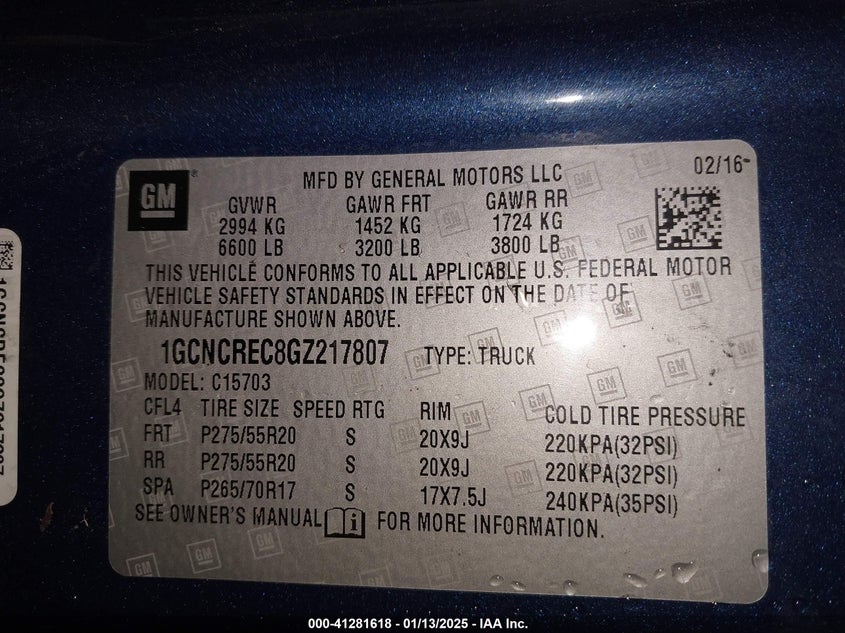 GM
MFD BY GENERAL MOTORS LLC
02/16
GVWR GAWR FRT GAWR RR
2994 KG 1452 KG 1724 KG
6600 LB 3200 LB 3800 LB
THIS VEHICLE CONFORMS TO ALL APPLICABLE U.S. FEDERAL MOTOR
VEHICLE SAFETY STANDARDS IN EFFECT ON THE DATE OF
MANUFACTURE SHOWN ABOVE.
1GCNCREC8GZ217807 TYPE: TRUCK
MODEL: C15703
CFL4 TIRE SIZE SPEED RTG RIM COLD TIRE PRESSURE
FRT P275/55R20 S 20X9J 220KPA(32PSI)
RR P275/55R20 S 20X9J 220KPA(32PSI)
SPA P265/70R17 S 17X7.5J 240KPA(35PSI)
SEE OWNER'S MANUAL FOR MORE INFORMATION.
000-41281618 - 01/13/2025 - IAA Inc.